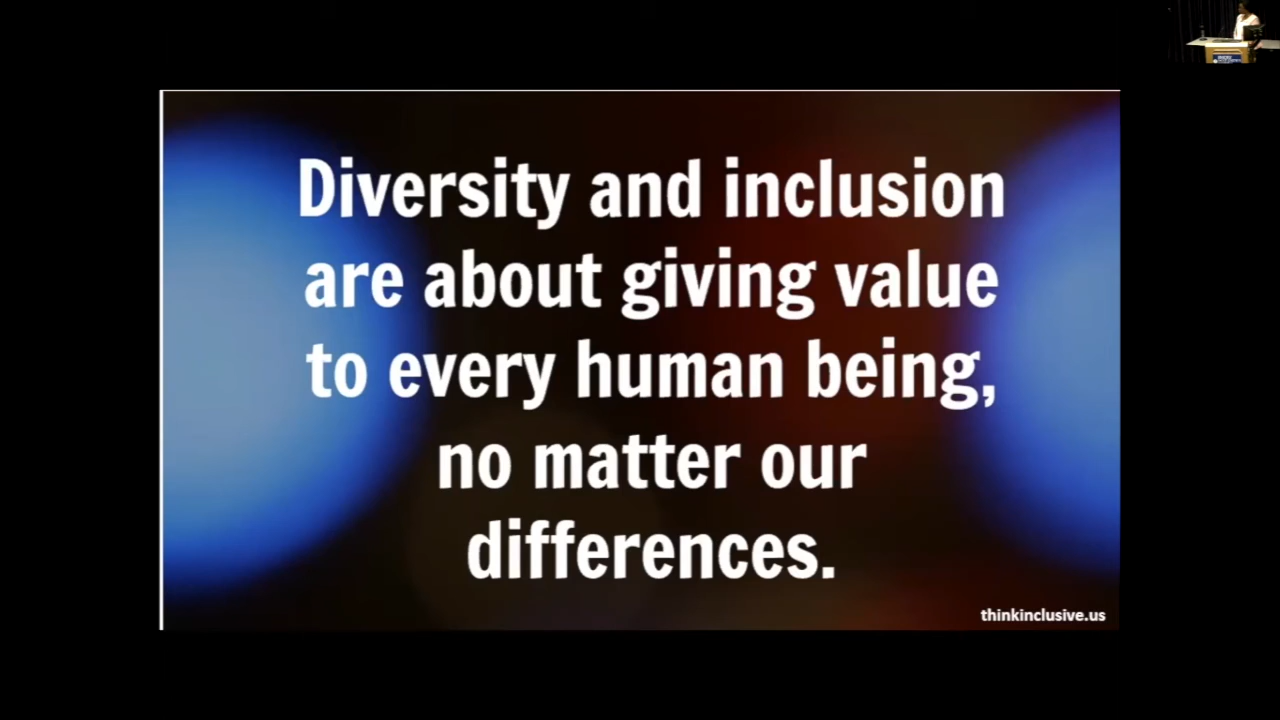 Diversity and inclusion
are about giving value
to every human being,
no matter our
differences.
thinkinclusive.us